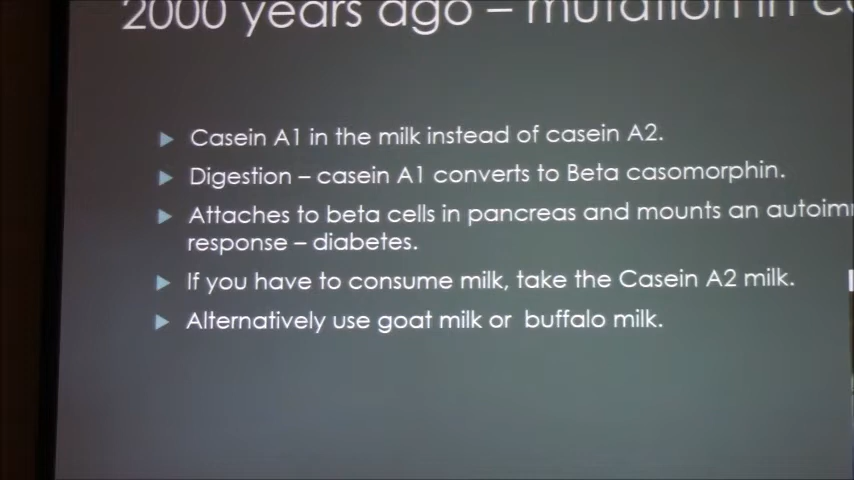 2000 years ago – mutation in
Casein A1 in the milk instead of casein A2.
Digestion – casein A1 converts to Beta casomorphin.
Attaches to beta cells in pancreas and mounts an
response – diabetes.
If you have to consume milk, take the Casein A2 milk.
Alternatively use goat milk or buffalo milk.